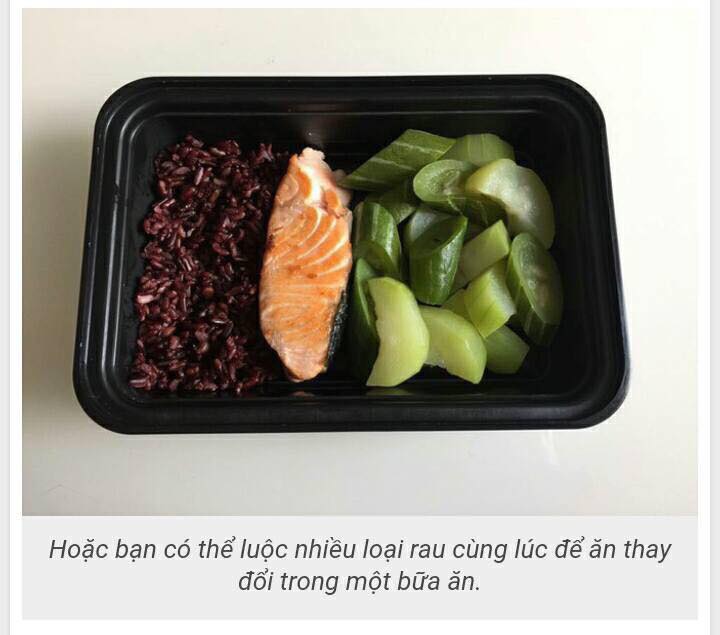 Hoặc bạn có thể luộc nhiều loại rau cùng lúc để ăn thay
đổi trong một bữa ăn.